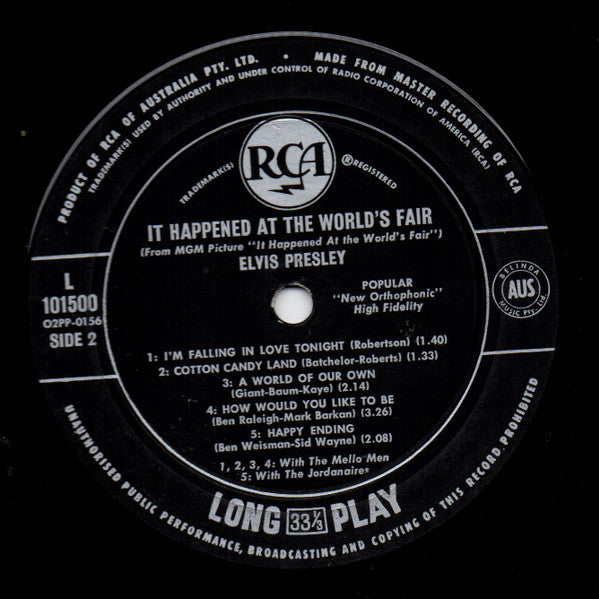 PRODUCT OF RCA OF AUSTRALIA PTY. LTD. • MADE FROM MASTER RECORDING OF RCA
TRADEMARK(S) USED BY AUTHORITY AND UNDER CONTROL OF RADIO CORPORATION OF AMERICA (RCA)
RCA
TRADEMARK(S) ® REGISTERED
IT HAPPENED AT THE WORLD'S FAIR
(From MGM Picture "It Happened At the World's Fair")
ELVIS PRESLEY
L
101500
O2PP-0156
SIDE 2
POPULAR
"New Orthophonic"
High Fidelity
BELINDA
AUS
MUSIC Pty. Ltd
1: I'M FALLING IN LOVE TONIGHT (Robertson) (1.40)
2: COTTON CANDY LAND (Batchelor-Roberts) (1.33)
3: A WORLD OF OUR OWN
(Giant-Baum-Kaye) (2.14)
4: HOW WOULD YOU LIKE TO BE
(Ben Raleigh-Mark Barkan) (3.26)
5: HAPPY ENDING
(Ben Weisman-Sid Wayne) (2.08)
1, 2, 3, 4: With The Mello Men
5: With The Jordanaires
LONG 33⅓ PLAY
UNAUTHORISED PUBLIC PERFORMANCE, BROADCASTING AND COPYING OF THIS RECORD PROHIBITED